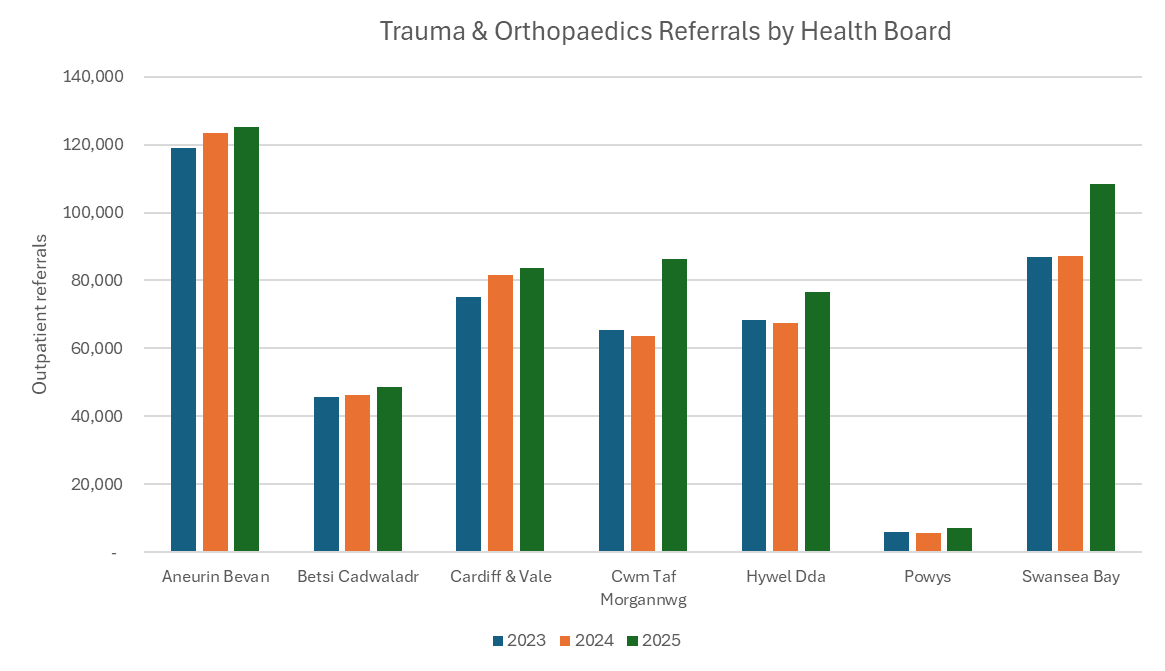 Trauma & Orthopaedics Referrals by Health Board
Outpatient referrals
140,000
120,000
100,000
80,000
60,000
40,000
20,000
-
Aneurin Bevan
Betsi Cadwaladr
Cardiff & Vale
Cwm Taf
Morgannwg
Hywel Dda
Powys
Swansea Bay
2023
2024
2025